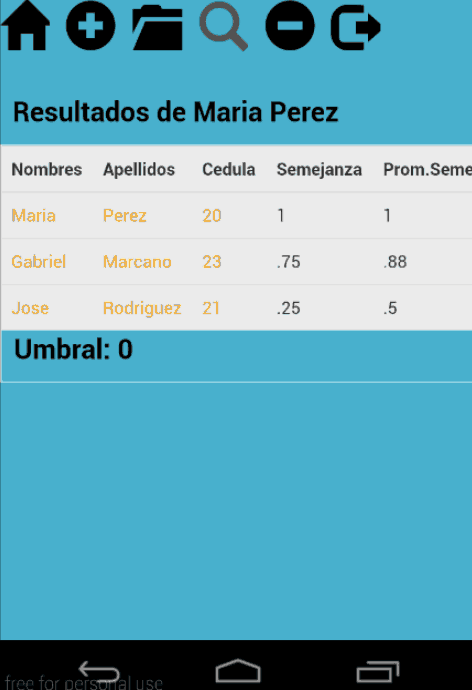 Resultados de Maria Perez
Nombres Apellidos Cedula Semejanza Prom.Seme
Maria Perez 20 1 1
Gabriel Marcano 23 .75 .88
Jose Rodriguez 21 .25 .5
Umbral: 0
free for personal use